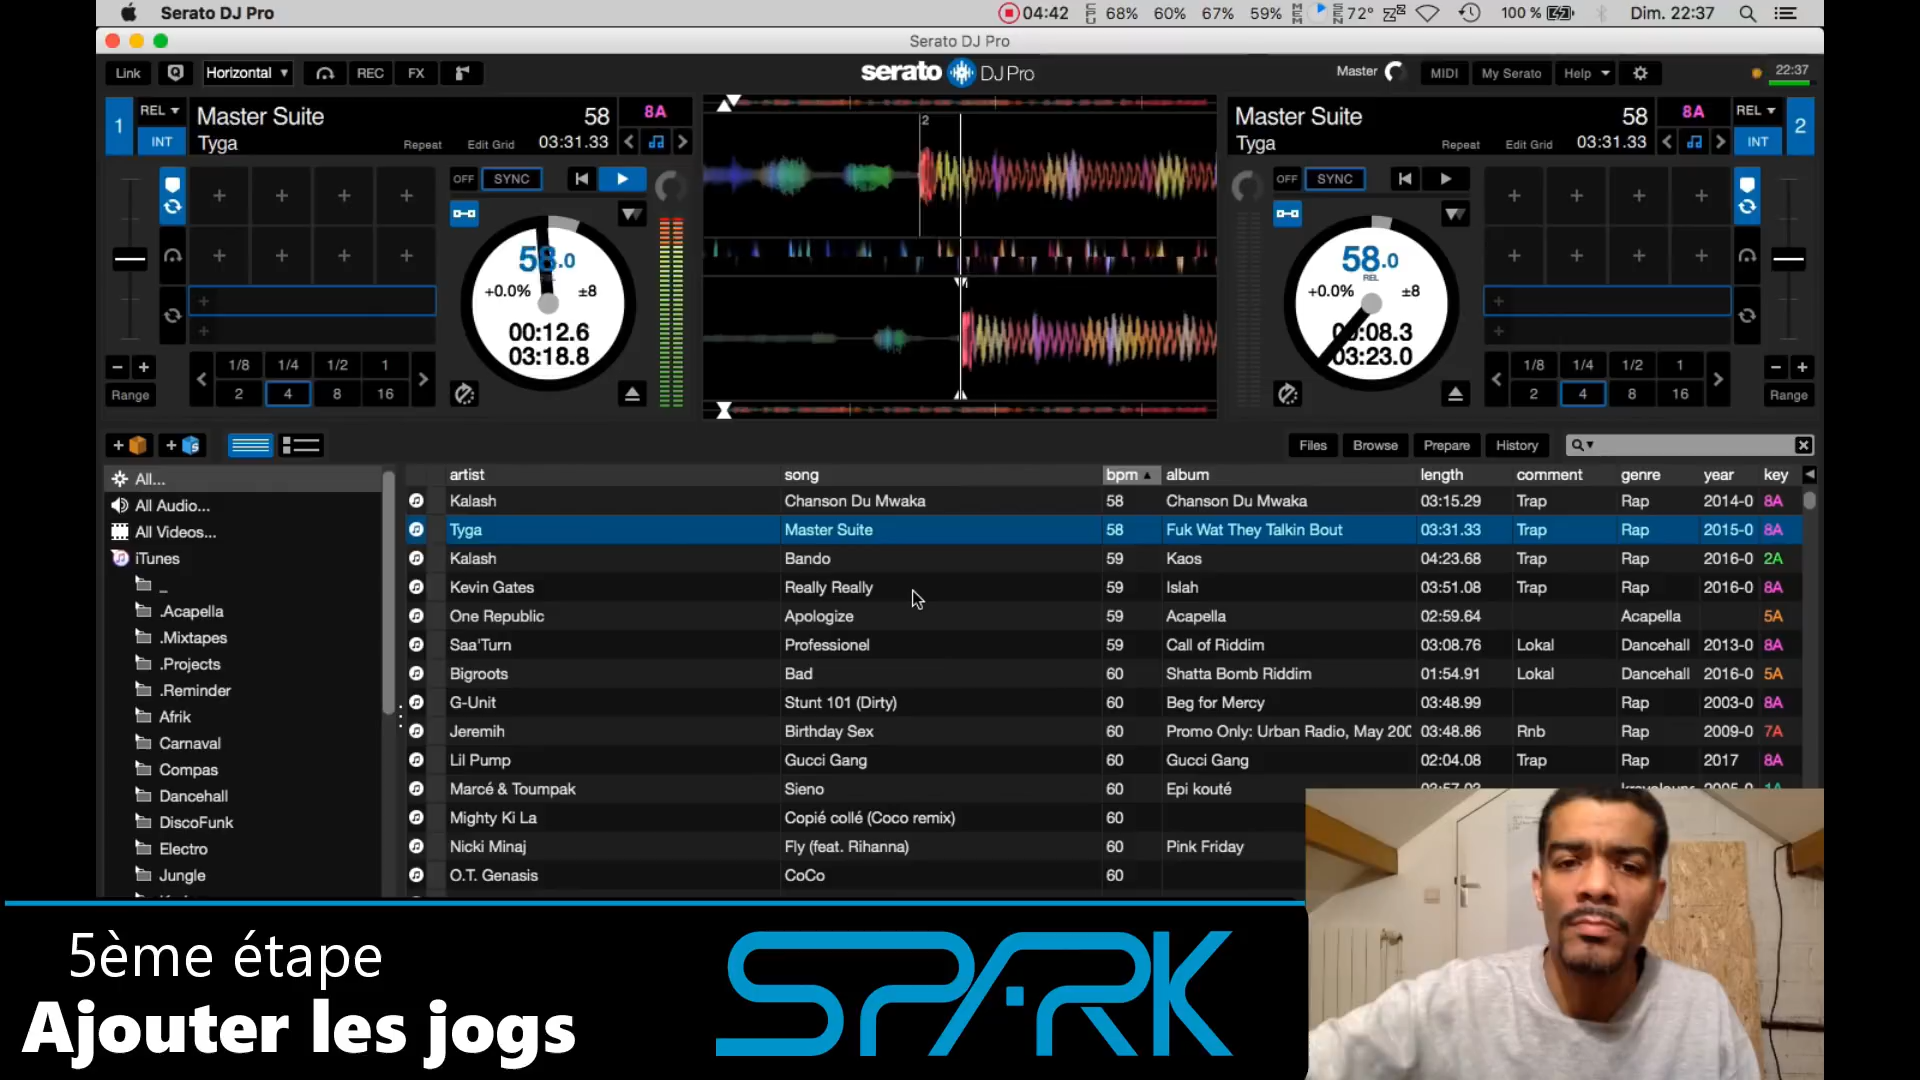 Serato DJ Pro
04:42 68% 60% 67% 59% 72° 100 % Dim. 22:37
Serato DJ Pro
Link Horizontal REC FX
serato DJ Pro
Master MIDI My Serato Help 22:37
1 REL Master Suite 58 8A
INT Tyga Repeat Edit Grid 03:31.33
Master Suite 58 8A REL 2
Tyga Repeat Edit Grid 03:31.33 INT
OFF SYNC
58.0
+0.0% ±8
00:12.6
03:18.8
1/8 1/4 1/2 1
2 4 8 16
- +
Range
2
OFF SYNC
58.0
REL
+0.0% ±8
:08.3
03:23.0
1/8 1/4 1/2 1
2 4 8 16
- +
Range
Files Browse Prepare History
All...
All Audio...
All Videos...
iTunes
_
.Acapella
.Mixtapes
.Projects
.Reminder
Afrik
Carnaval
Compas
Dancehall
DiscoFunk
Electro
Jungle
artist song bpm album length comment genre year key
Kalash Chanson Du Mwaka 58 Chanson Du Mwaka 03:15.29 Trap Rap 2014-0 8A
Tyga Master Suite 58 Fuk Wat They Talkin Bout 03:31.33 Trap Rap 2015-0 8A
Kalash Bando 59 Kaos 04:23.68 Trap Rap 2016-0 2A
Kevin Gates Really Really 59 Islah 03:51.08 Trap Rap 2016-0 8A
One Republic Apologize 59 Acapella 02:59.64 Acapella 5A
Saa'Turn Professionel 59 Call of Riddim 03:08.76 Lokal Dancehall 2013-0 8A
Bigroots Bad 60 Shatta Bomb Riddim 01:54.91 Lokal Dancehall 2016-0 5A
G-Unit Stunt 101 (Dirty) 60 Beg for Mercy 03:48.99 Rap 2003-0 8A
Jeremih Birthday Sex 60 Promo Only: Urban Radio, May 200 03:48.86 Rnb Rap 2009-0 7A
Lil Pump Gucci Gang 60 Gucci Gang 02:04.08 Trap Rap 2017 8A
Marcé & Toumpak Sieno 60 Epi kouté
Mighty Ki La Copié collé (Coco remix) 60
Nicki Minaj Fly (feat. Rihanna) 60 Pink Friday
O.T. Genasis CoCo 60
5ème étape
Ajouter les jogs
SPARK